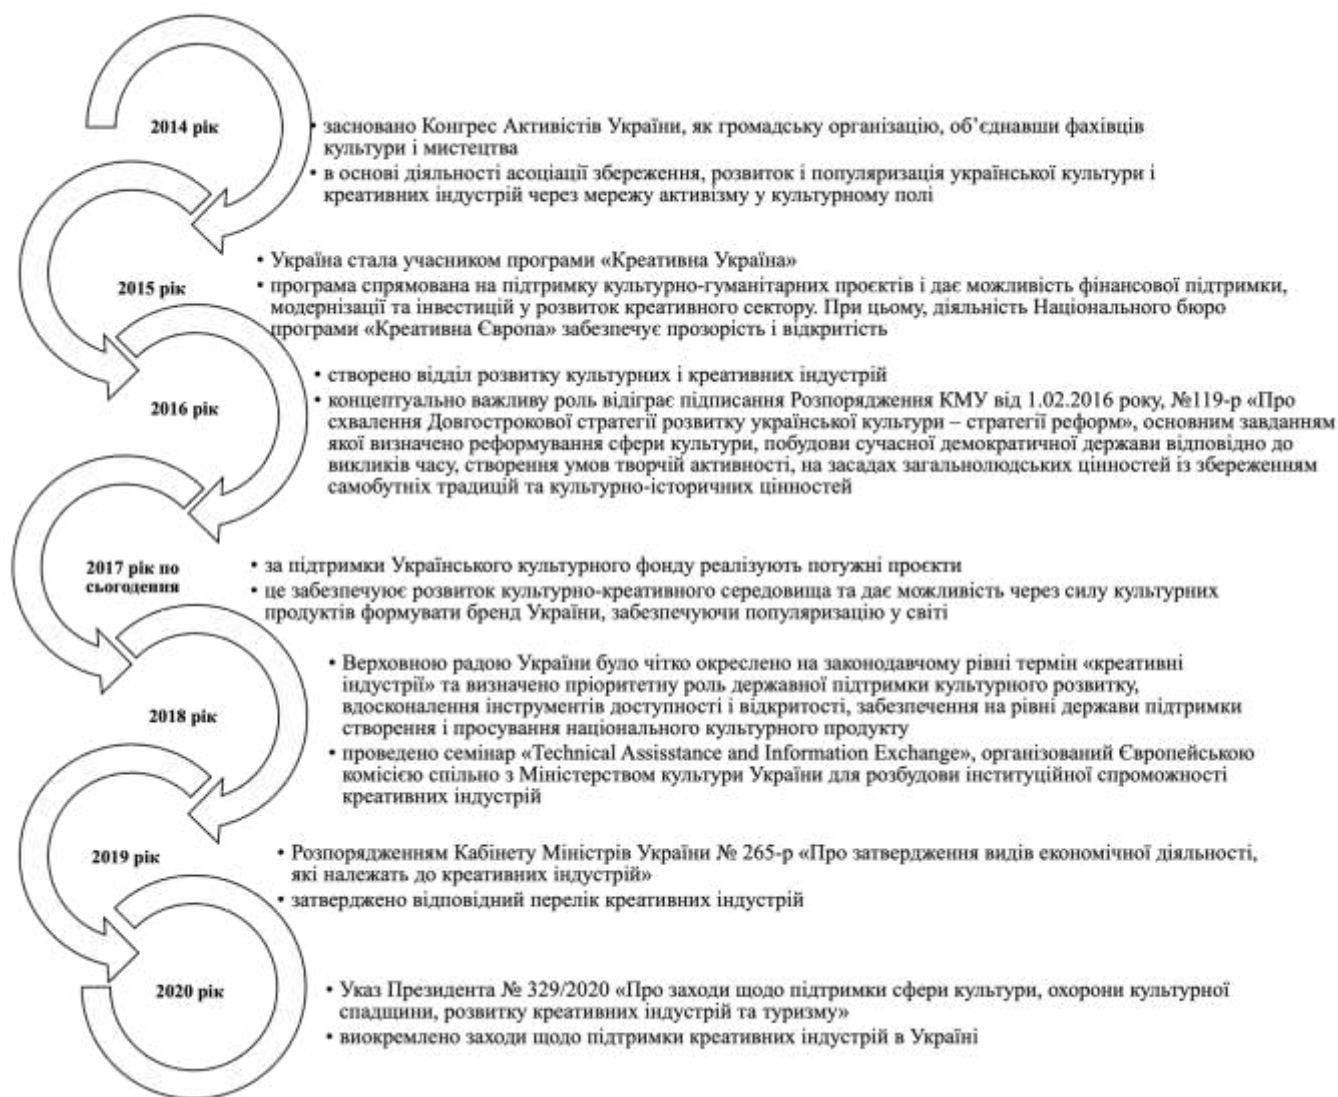 2014 рік
• засновано Конгрес Активістів України, як громадську організацію, об’єднавши фахівців
культури і мистецтва
• в основі діяльності асоціації збереження, розвиток і популяризація української культури і
креативних індустрій через мережу активізму у культурному полі
2015 рік
• Україна стала учасником програми «Креативна Україна»
• програма спрямована на підтримку культурно-гуманітарних проєктів і дає можливість фінансової підтримки,
модернізації та інвестицій у розвиток креативного сектору. При цьому, діяльність Національного бюро
програми «Креативна Європа» забезпечує прозорість і відкритість
2016 рік
• створено відділ розвитку культурних і креативних індустрій
• концептуально важливу роль відіграє підписання Розпорядження КМУ від 1.02.2016 року, №119-р «Про
схвалення Довгострокової стратегії розвитку української культури – стратегії реформ», основним завданням
якої визначено реформування сфери культури, побудови сучасної демократичної держави відповідно до
викликів часу, створення умов творчій активності, на засадах загальнолюдських цінностей із збереженням
самобутніх традицій та культурно-історичних цінностей
2017 рік по
сьогодення
• за підтримки Українського культурного фонду реалізують потужні проєкти
• це забезпечуює розвиток культурно-креативного середовища та дає можливість через силу культурних
продуктів формувати бренд України, забезпечуючи популяризацію у світі
2018 рік
• Верховною радою України було чітко окреслено на законодавчому рівні термін «креативні
індустрії» та визначено пріоритетну роль державної підтримки культурного розвитку,
вдосконалення інструментів доступності і відкритості, забезпечення на рівні держави підтримки
створення і просування національного культурного продукту
• проведено семінар «Technical Assisstance and Information Exchange», організований Європейською
комісією спільно з Міністерством культури України для розбудови інституційної спроможності
креативних індустрій
2019 рік
• Розпорядженням Кабінету Міністрів України № 265-р «Про затвердження видів економічної діяльності,
які належать до креативних індустрій»
• затверджено відповідний перелік креативних індустрій
2020 рік
• Указ Президента № 329/2020 «Про заходи щодо підтримки сфери культури, охорони культурної
спадщини, розвитку креативних індустрій та туризму»
• виокремлено заходи щодо підтримки креативних індустрій в Україні